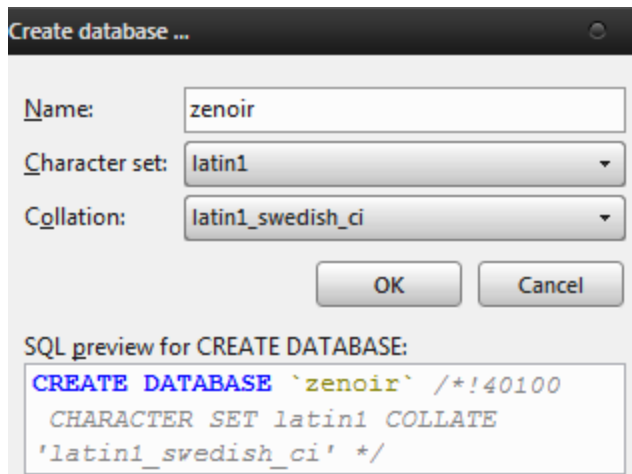 Create database ...
Name: zenoir
Character set: latin1
Collation: latin1_swedish_ci
OK Cancel
SQL preview for CREATE DATABASE:
CREATE DATABASE `zenoir` /*!40100
CHARACTER SET latin1 COLLATE
'latin1_swedish_ci' */